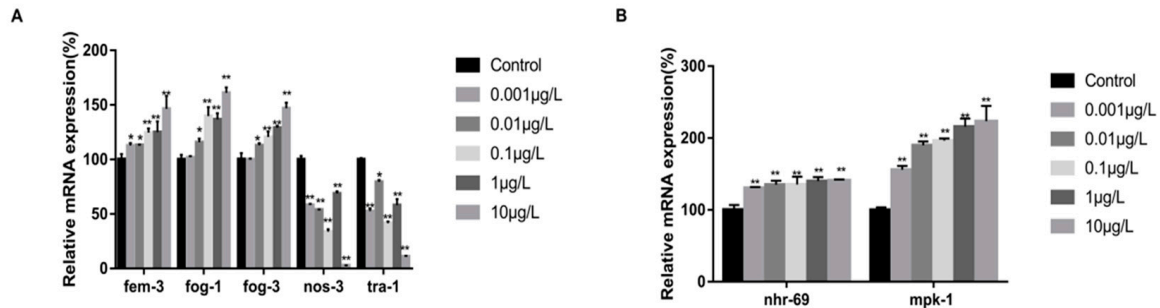 A
Relative mRNA expression(%)
200
150
100
50
0
** ** ** ** ** ** ** ** ** ** ** ** ** ** ** ** * * * * *
fem-3 fog-1 fog-3 nos-3 tra-1
Control
0.001µg/L
0.01µg/L
0.1µg/L
1µg/L
10µg/L
B
Relative mRNA expression(%)
300
200
100
0
** ** ** ** ** ** ** ** ** **
nhr-69 mpk-1
Control
0.001µg/L
0.01µg/L
0.1µg/L
1µg/L
10µg/L